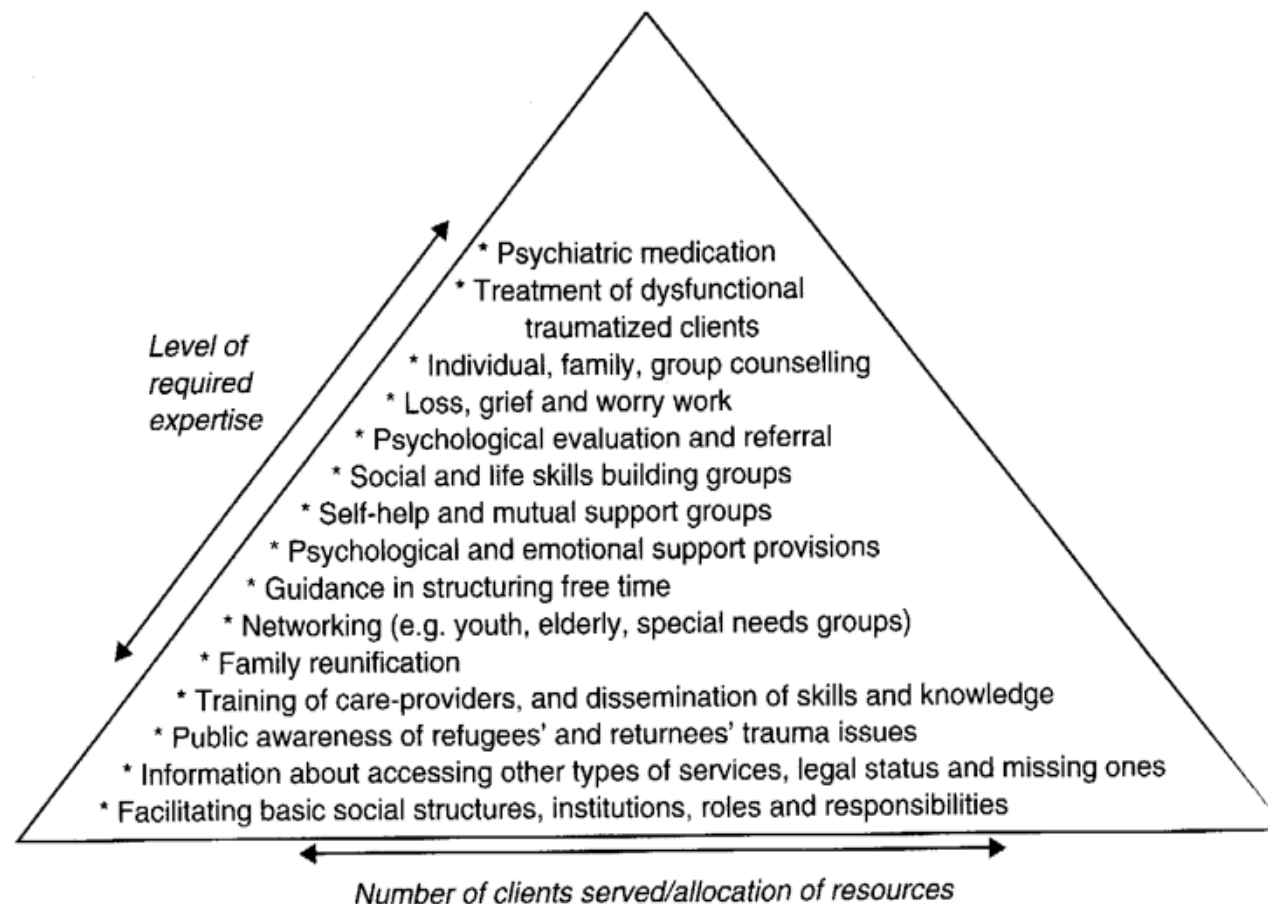 * Psychiatric medication
* Treatment of dysfunctional
traumatized clients
Level of
required
expertise
* Individual, family, group counselling
* Loss, grief and worry work
* Psychological evaluation and referral
* Social and life skills building groups
* Self-help and mutual support groups
* Psychological and emotional support provisions
* Guidance in structuring free time
* Networking (e.g. youth, elderly, special needs groups)
* Family reunification
* Training of care-providers, and dissemination of skills and knowledge
* Public awareness of refugees' and returnees' trauma issues
* Information about accessing other types of services, legal status and missing ones
* Facilitating basic social structures, institutions, roles and responsibilities
Number of clients served/allocation of resources